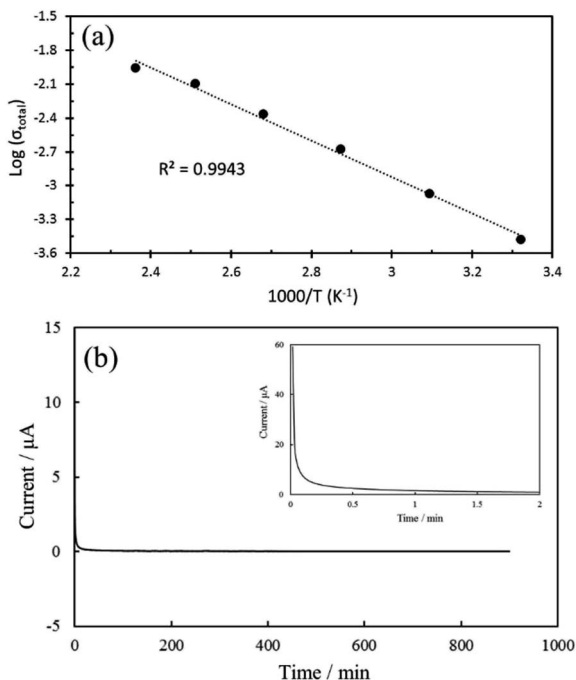 (a)
Log (σtotal)
-1.5
-1.8
-2.1
-2.4
-2.7
-3
-3.3
-3.6
R² = 0.9943
2.2 2.4 2.6 2.8 3 3.2 3.4
1000/T (K⁻¹)
(b)
Current / μA
15
10
5
0
-5
0 200 400 600 800 1000
Time / min
Current / μA
60
40
20
0
0 0.5 1 1.5 2
Time / min